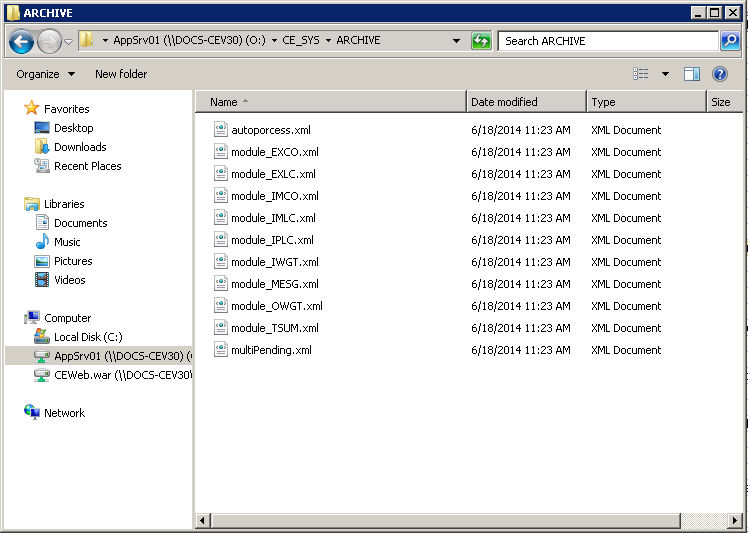 ARCHIVE
AppSrv01 (\\DOCS-CEV30) (O:) CE_SYS ARCHIVE
Search ARCHIVE
Organize New folder
Favorites
Desktop
Downloads
Recent Places
Libraries
Documents
Music
Pictures
Videos
Computer
Local Disk (C:)
AppSrv01 (\\DOCS-CEV30) (
CEWeb.war (\\DOCS-CEV30\
Network
Name Date modified Type Size
autoporcess.xml 6/18/2014 11:23 AM XML Document
module_EXCO.xml 6/18/2014 11:23 AM XML Document
module_EXLC.xml 6/18/2014 11:23 AM XML Document
module_IMCO.xml 6/18/2014 11:23 AM XML Document
module_IMLC.xml 6/18/2014 11:23 AM XML Document
module_IPLC.xml 6/18/2014 11:23 AM XML Document
module_IWGT.xml 6/18/2014 11:23 AM XML Document
module_MESG.xml 6/18/2014 11:23 AM XML Document
module_OWGT.xml 6/18/2014 11:23 AM XML Document
module_TSUM.xml 6/18/2014 11:23 AM XML Document
multiPending.xml 6/18/2014 11:23 AM XML Document